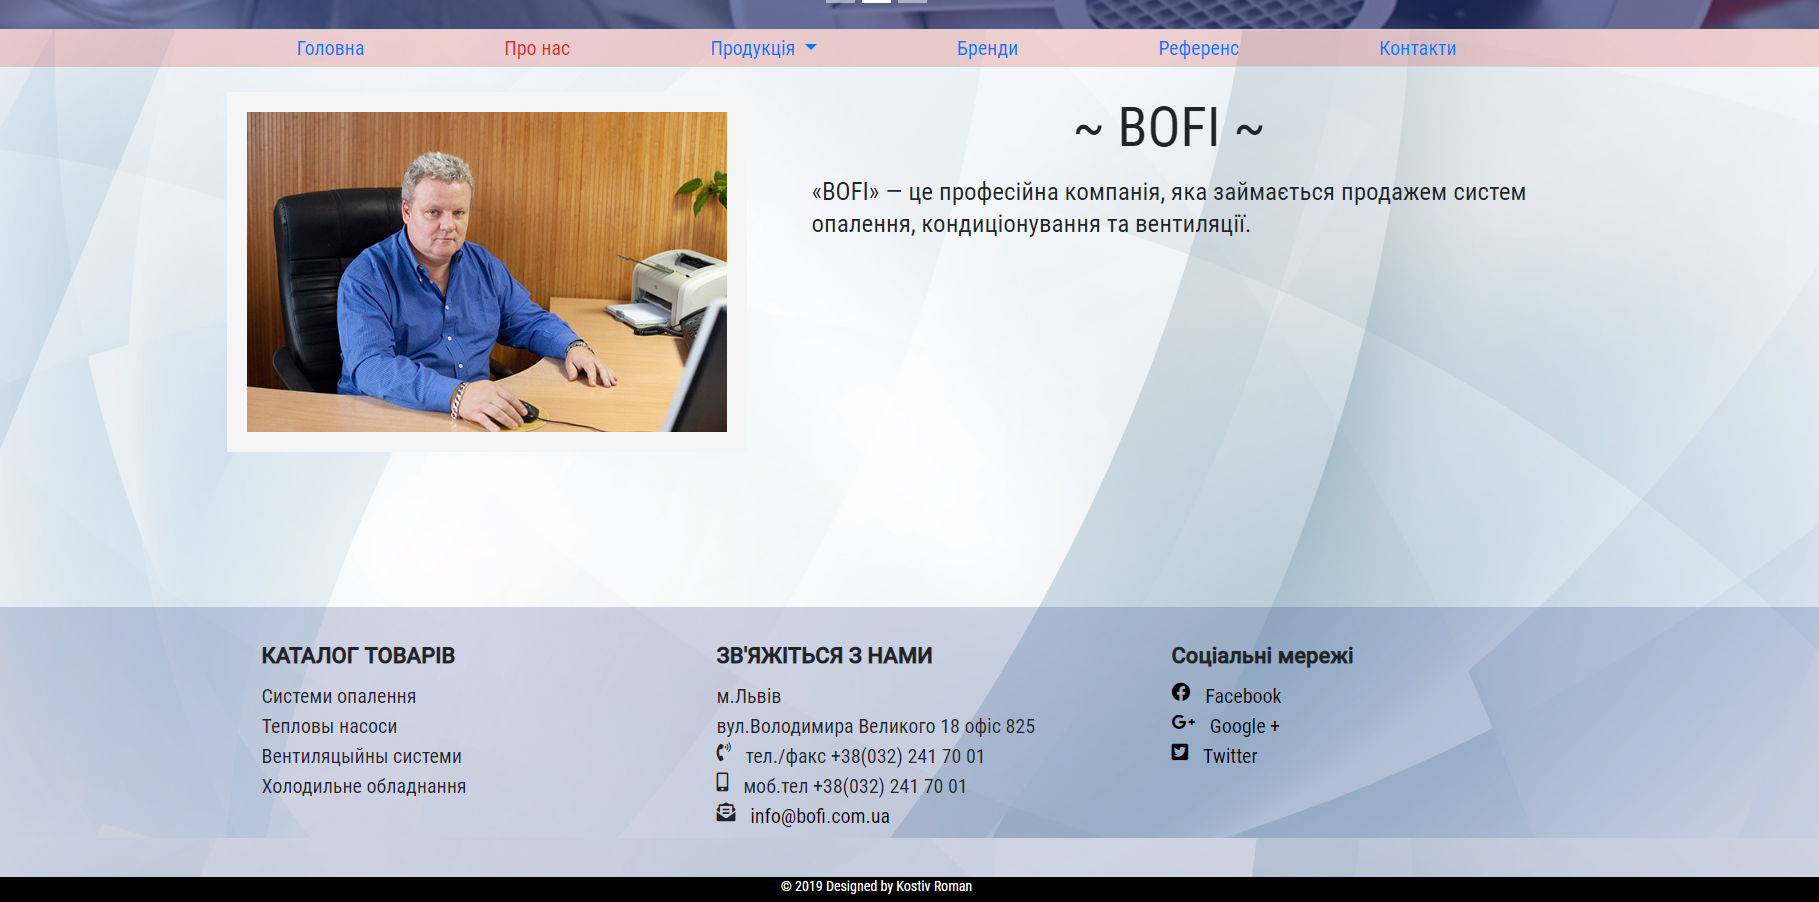 Головна
Про нас
Продукція
Бренди
Референс
Контакти
~ BOFI ~
«BOFI» — це професійна компанія, яка займається продажем систем
опалення, кондиціонування та вентиляції.
КАТАЛОГ ТОВАРІВ
Системи опалення
Тепловы насоси
Вентиляцыйны системи
Холодильне обладнання
ЗВ'ЯЖІТЬСЯ З НАМИ
м.Львів
вул.Володимира Великого 18 офіс 825
тел./факс +38(032) 241 70 01
моб.тел +38(032) 241 70 01
info@bofi.com.ua
Соціальні мережі
Facebook
Google +
Twitter
© 2019 Designed by Kostiv Roman